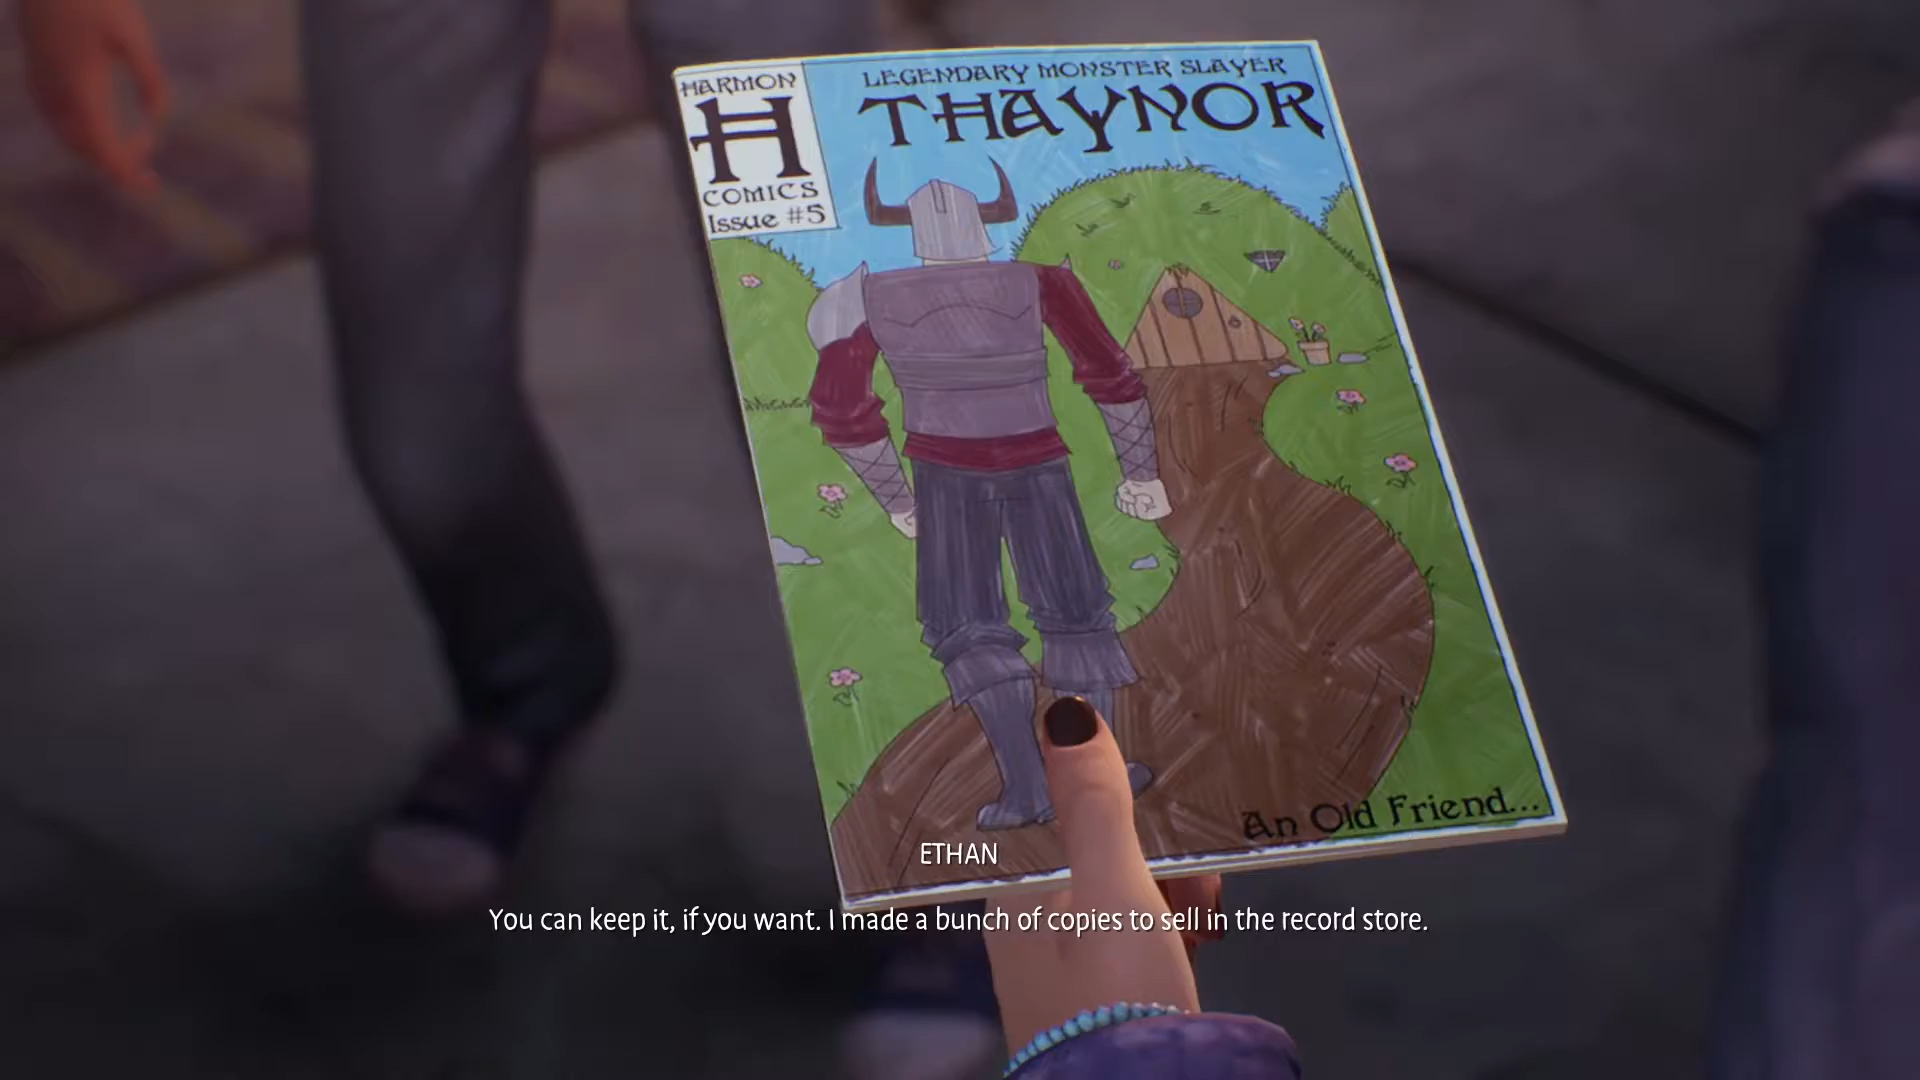 HARMON
H
COMICS
Issue #5
LEGENDARY MONSTER SLAYER
THAYNOR
An Old Friend...
ETHAN
You can keep it, if you want. I made a bunch of copies to sell in the record store.